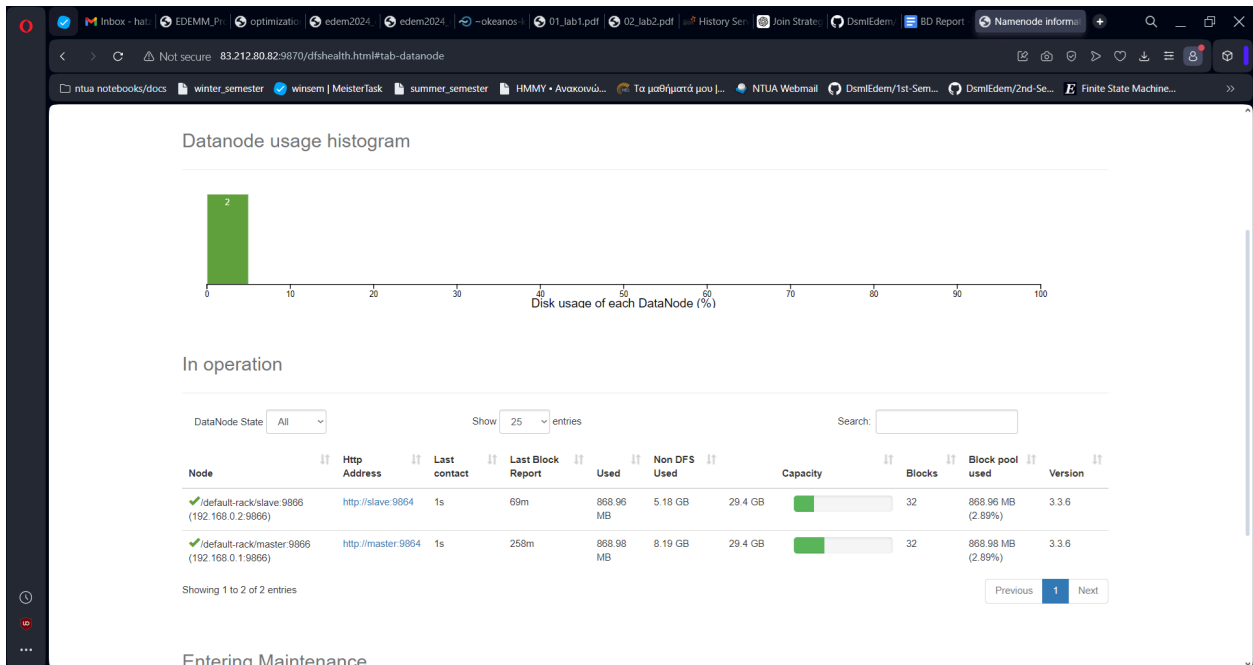 Inbox - hat
EDEMM_Pr
optimizatio
edem2024_
edem2024_
~okeanos-
01_lab1.pdf
02_lab2.pdf
History Ser
Join Strateg
DsmlEdem/
BD Report -
Namenode informat
Not secure 83.212.80.82:9870/dfshealth.html#tab-datanode
ntua notebooks/docs
winter_semester
winsem | MeisterTask
summer_semester
HMMY • Ανακοινώ...
Τα μαθήματά μου |...
NTUA Webmail
DsmlEdem/1st-Sem...
DsmlEdem/2nd-Se...
Finite State Machine...
Datanode usage histogram
2
0 10 20 30 40 50 60 70 80 90 100
Disk usage of each DataNode (%)
In operation
DataNode State All Show 25 entries Search:
Node Http Address Last contact Last Block Report Used Non DFS Used Capacity Blocks Block pool used Version
/default-rack/slave:9866 http://slave:9864 1s 69m 868.96 5.18 GB 29.4 GB 32 868.96 MB 3.3.6
(192.168.0.2:9866) MB (2.89%)
/default-rack/master:9866 http://master:9864 1s 258m 868.98 8.19 GB 29.4 GB 32 868.98 MB 3.3.6
(192.168.0.1:9866) MB (2.89%)
Showing 1 to 2 of 2 entries Previous 1 Next
Entering Maintenance